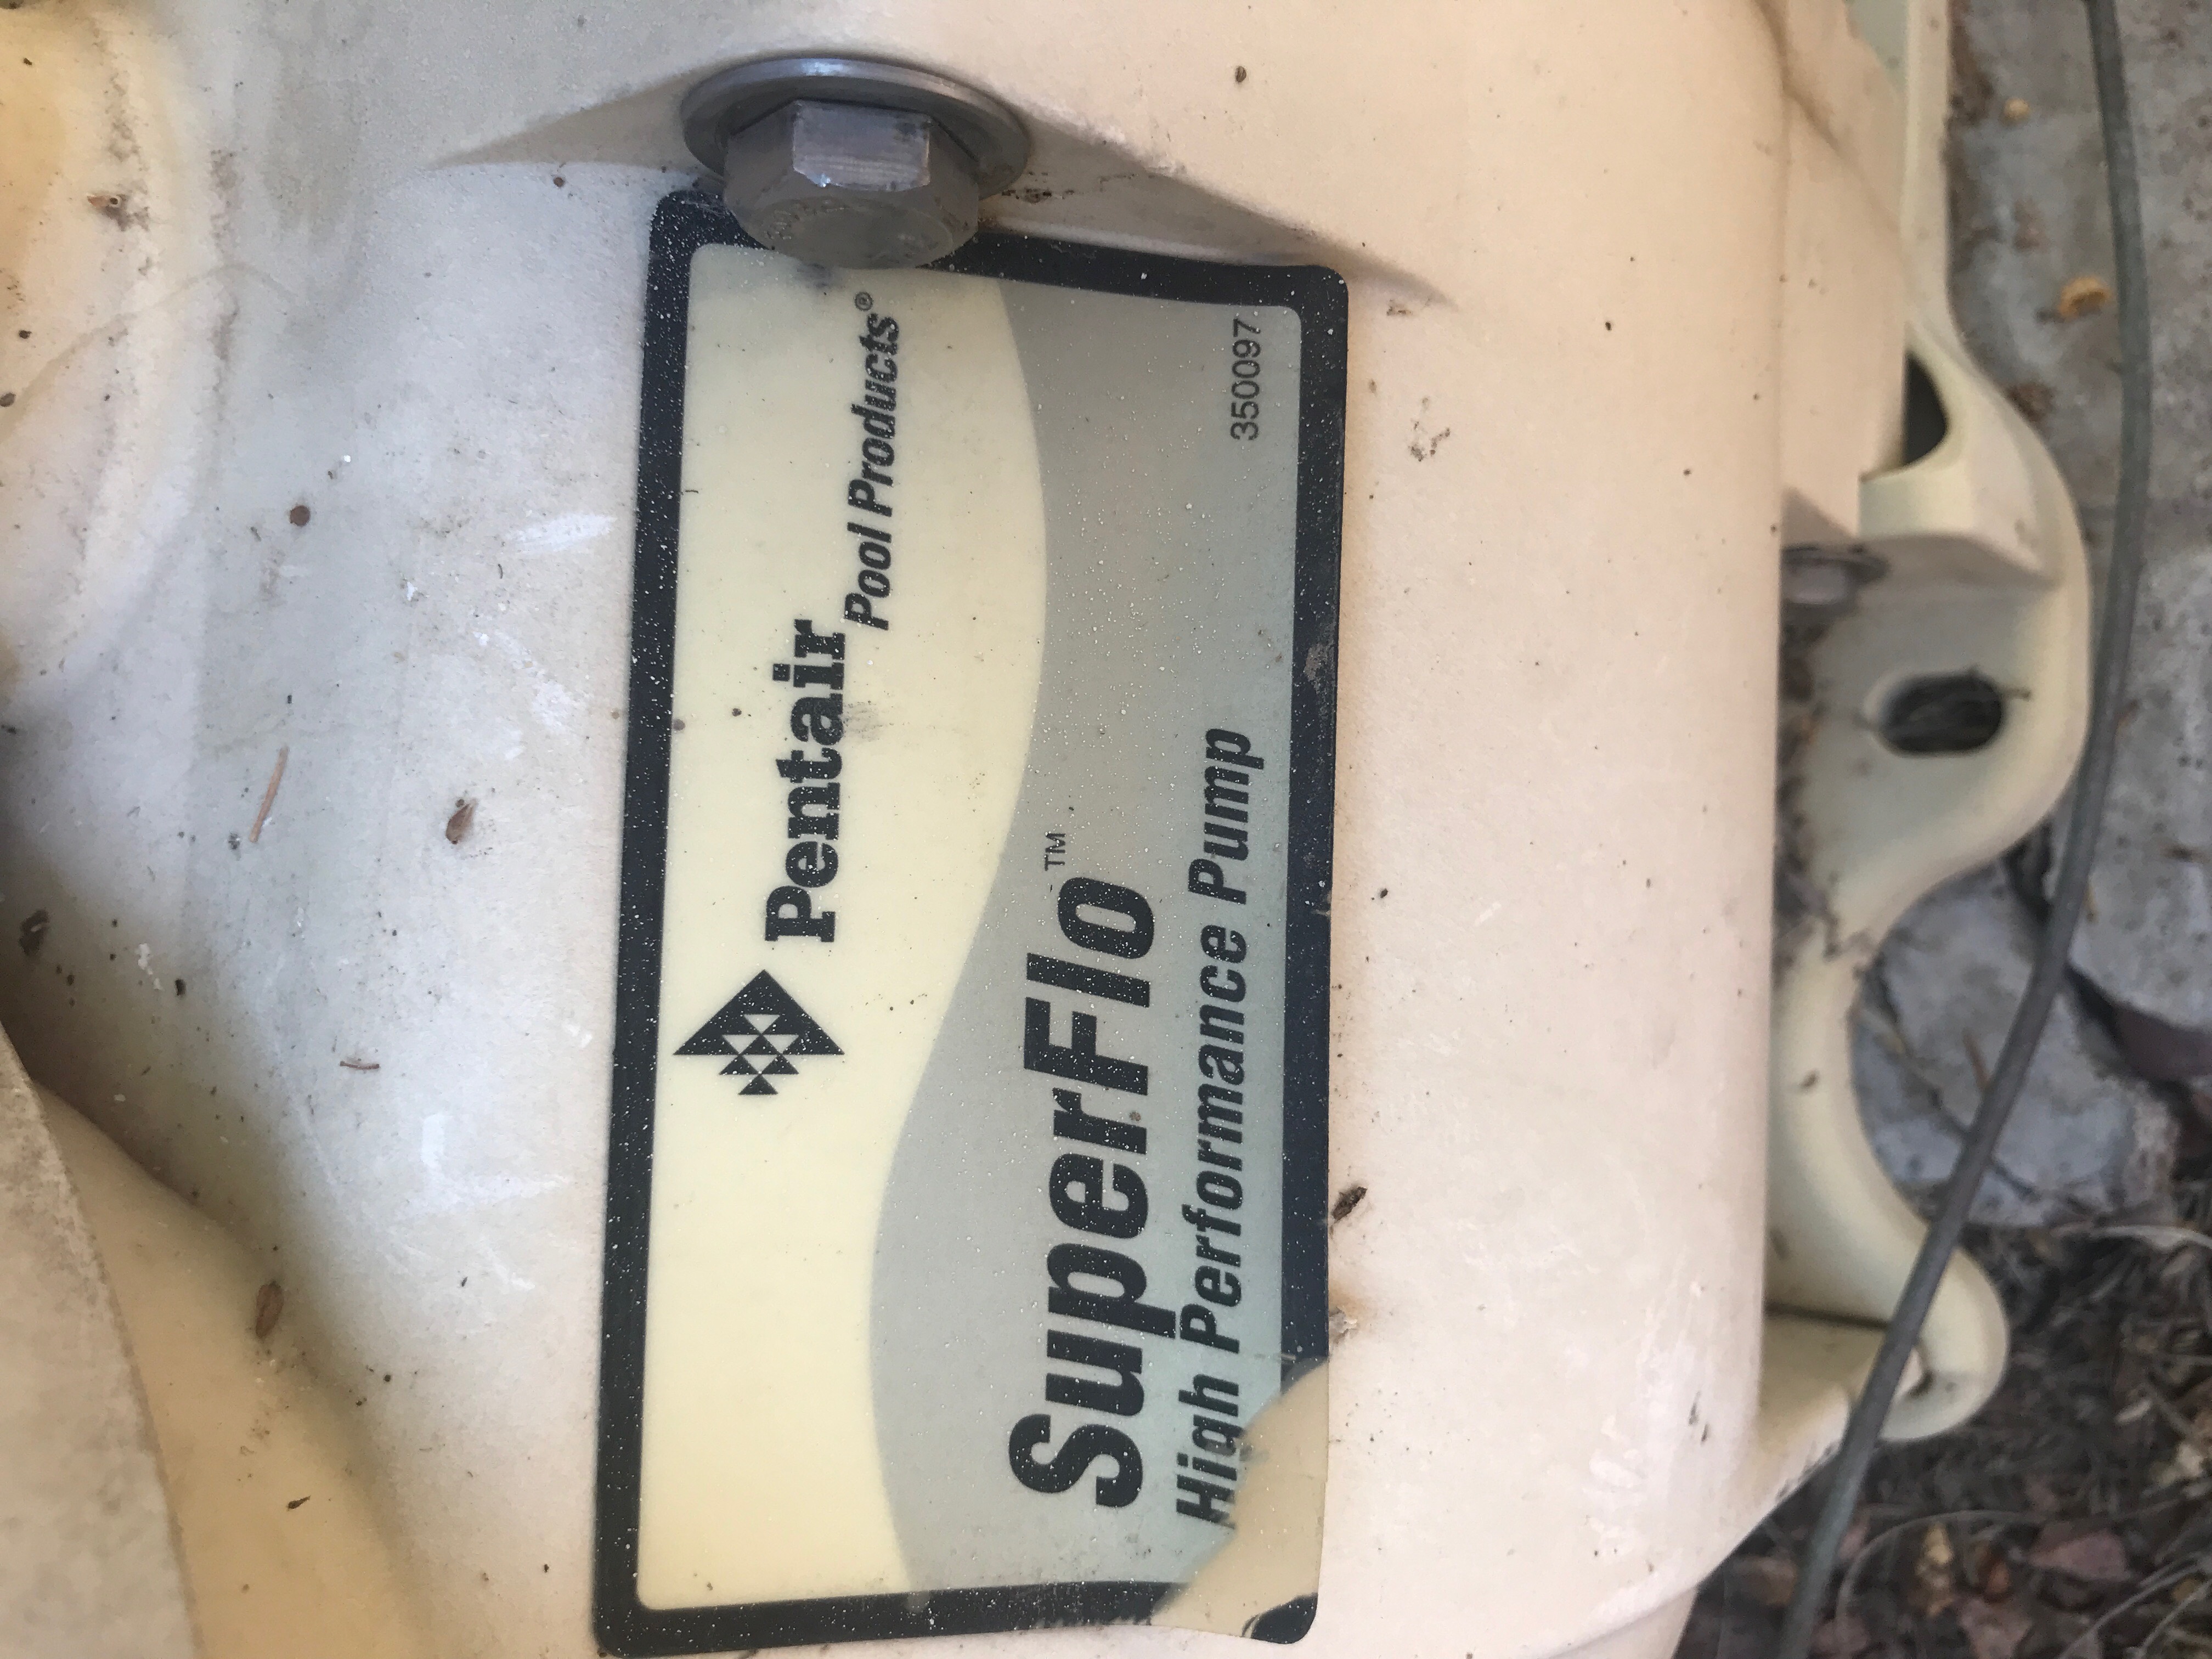 Pentair
Pool Products®
SuperFlo™
High Performance Pump
350097